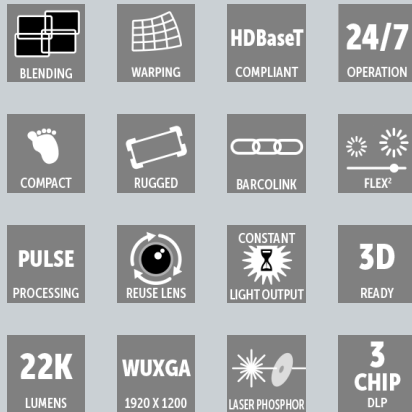 BLENDING
WARPING
HDBaseT
COMPLIANT
24/7
OPERATION
COMPACT
RUGGED
BARCOLINK
FLEX²
PULSE
PROCESSING
REUSE LENS
CONSTANT
LIGHT OUTPUT
3D
READY
22K
LUMENS
WUXGA
1920 X 1200
LASER PHOSPHOR
3
CHIP
DLP